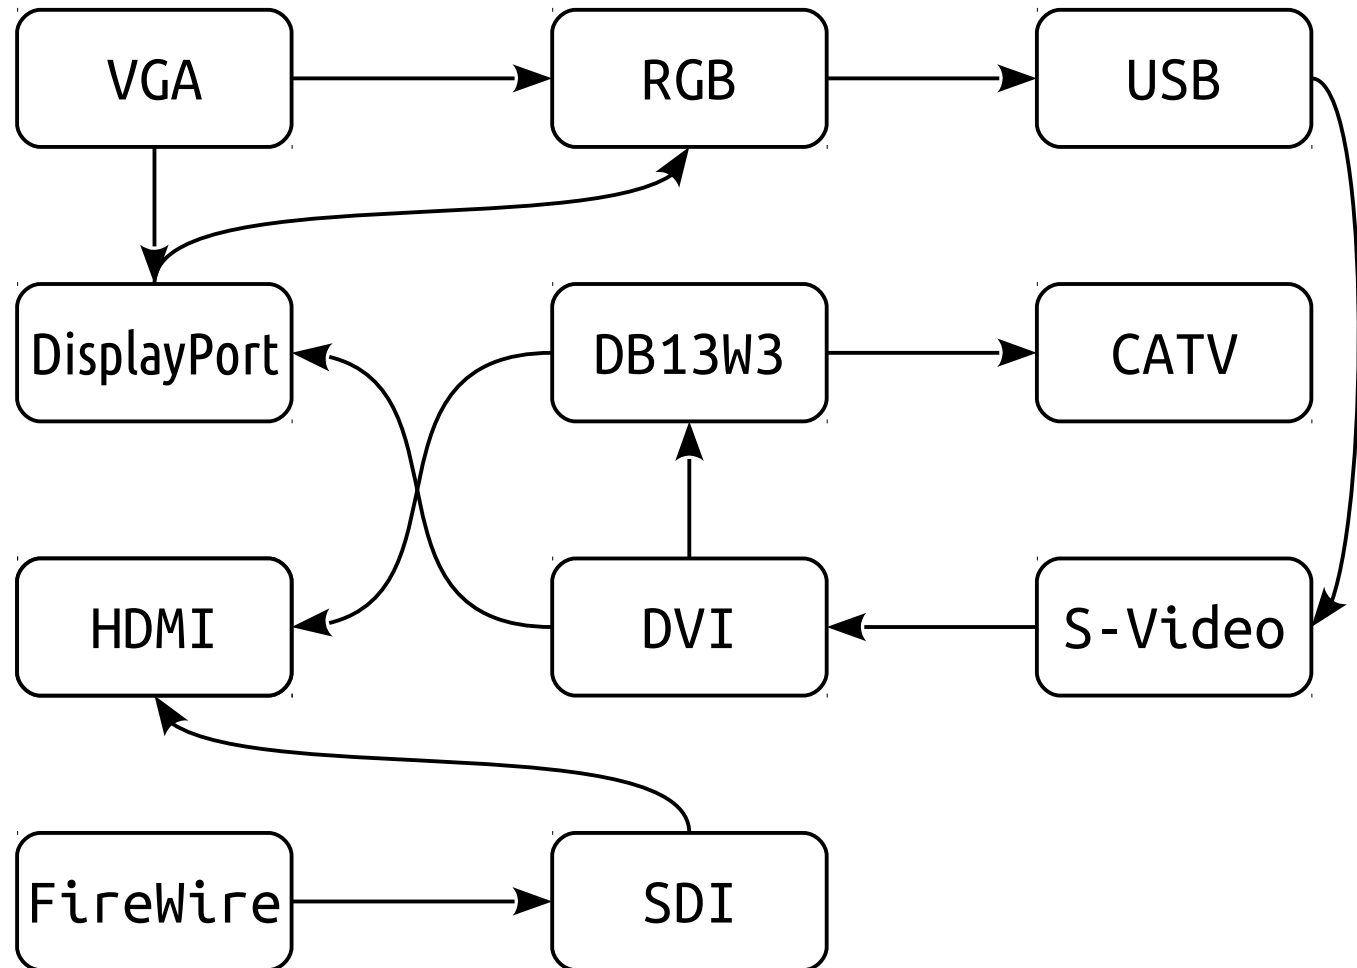 VGA
RGB
USB
DisplayPort
DB13W3
CATV
HDMI
DVI
S-Video
FireWire
SDI